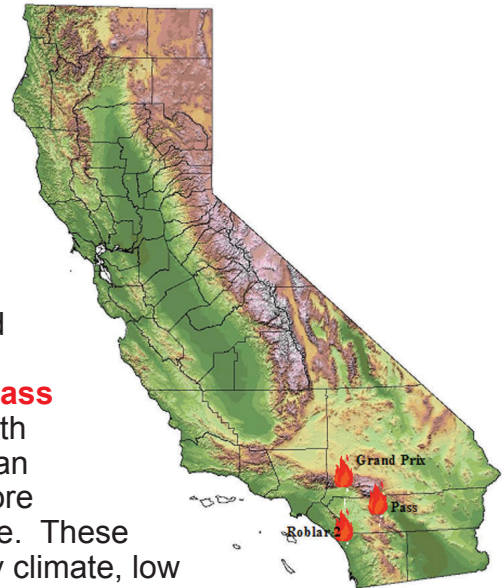 d
ass
th
an
ore
e. These
y climate, low
Grand Prix
Pass
Roblar 2